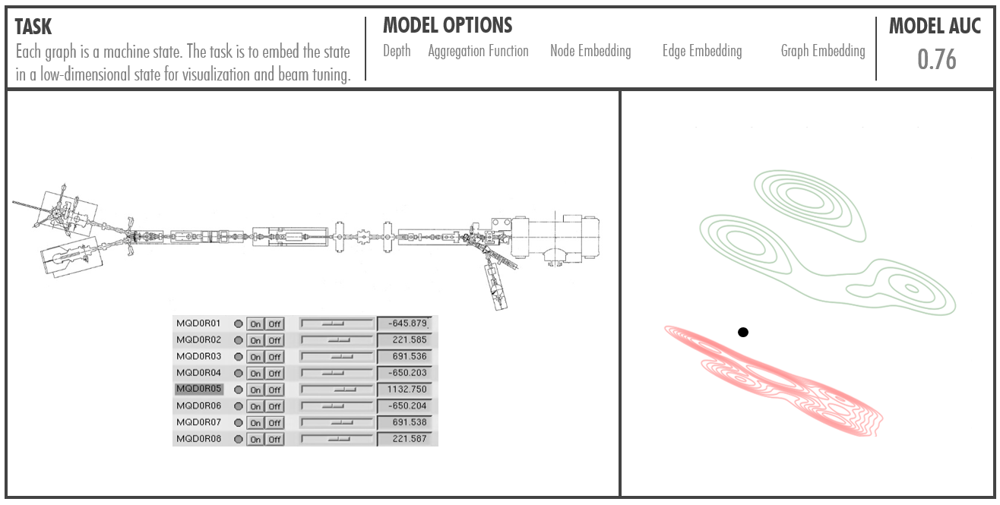 TASK
Each graph is a machine state. The task is to embed the state
in a low-dimensional state for visualization and beam tuning.
MODEL OPTIONS
Depth Aggregation Function Node Embedding Edge Embedding Graph Embedding
MODEL AUC
0.76
MQD0R01 On Off -645.879
MQD0R02 On Off 221.585
MQD0R03 On Off 691.536
MQD0R04 On Off -650.203
MQD0R05 On Off 1132.750
MQD0R06 On Off -650.204
MQD0R07 On Off 691.538
MQD0R08 On Off 221.587